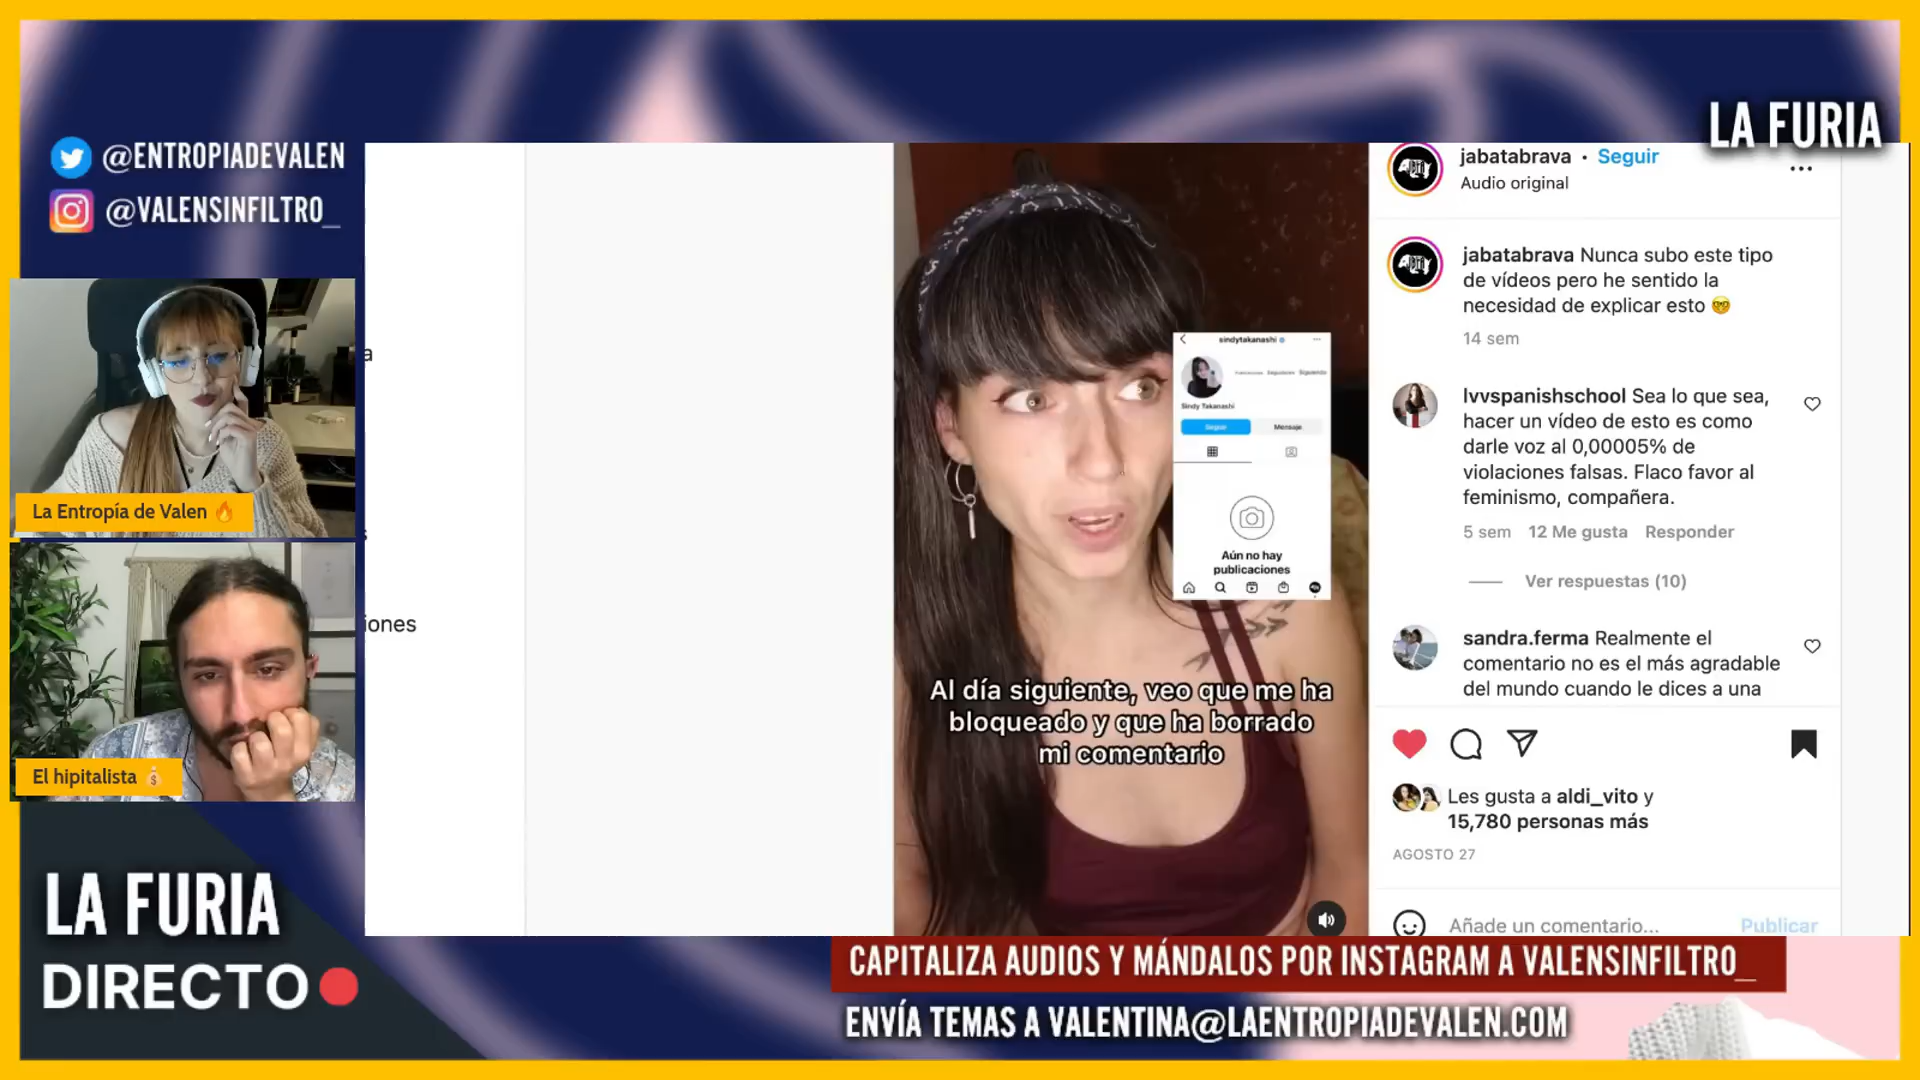 LA FURIA
@ENTROPIADEVALEN
@VALENSINFILTRO_
La Entropía de Valen
El hipitalista
LA FURIA
DIRECTO
a
s
iones
sindytakanashi
Siguiendo
Sindy Takanashi
Seguir
Mensaje
Aún no hay
publicaciones
Al día siguiente, veo que me ha
bloqueado y que ha borrado
mi comentario
jabatabrava • Seguir
Audio original
jabatabrava Nunca subo este tipo
de vídeos pero he sentido la
necesidad de explicar esto 🤓
14 sem
lvvspanishschool Sea lo que sea,
hacer un vídeo de esto es como
darle voz al 0,00005% de
violaciones falsas. Flaco favor al
feminismo, compañera.
5 sem 12 Me gusta Responder
Ver respuestas (10)
sandra.ferma Realmente el
comentario no es el más agradable
del mundo cuando le dices a una
Les gusta a aldi_vito y
15,780 personas más
AGOSTO 27
Añade un comentario... Publicar
CAPITALIZA AUDIOS Y MÁNDALOS POR INSTAGRAM A VALENSINFILTRO_
ENVÍA TEMAS A VALENTINA@LAENTROPIADEVALEN.COM